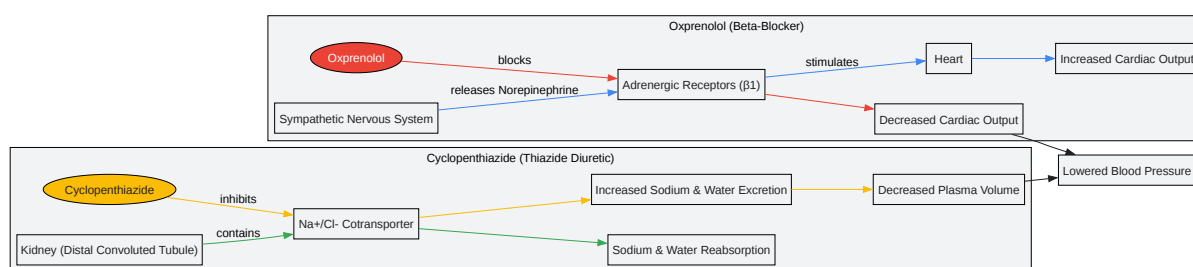 Oxprenolol (Beta-Blocker)
Oxprenolol
blocks
Sympathetic Nervous System
releases Norepinephrine
Adrenergic Receptors (β1)
stimulates
Heart
Increased Cardiac Output
Decreased Cardiac Output
Lowered Blood Pressure
Cyclopenthiazide (Thiazide Diuretic)
Cyclopenthiazide
inhibits
Kidney (Distal Convoluted Tubule)
contains
Na+/Cl- Cotransporter
Increased Sodium & Water Excretion
Decreased Plasma Volume
Sodium & Water Reabsorption